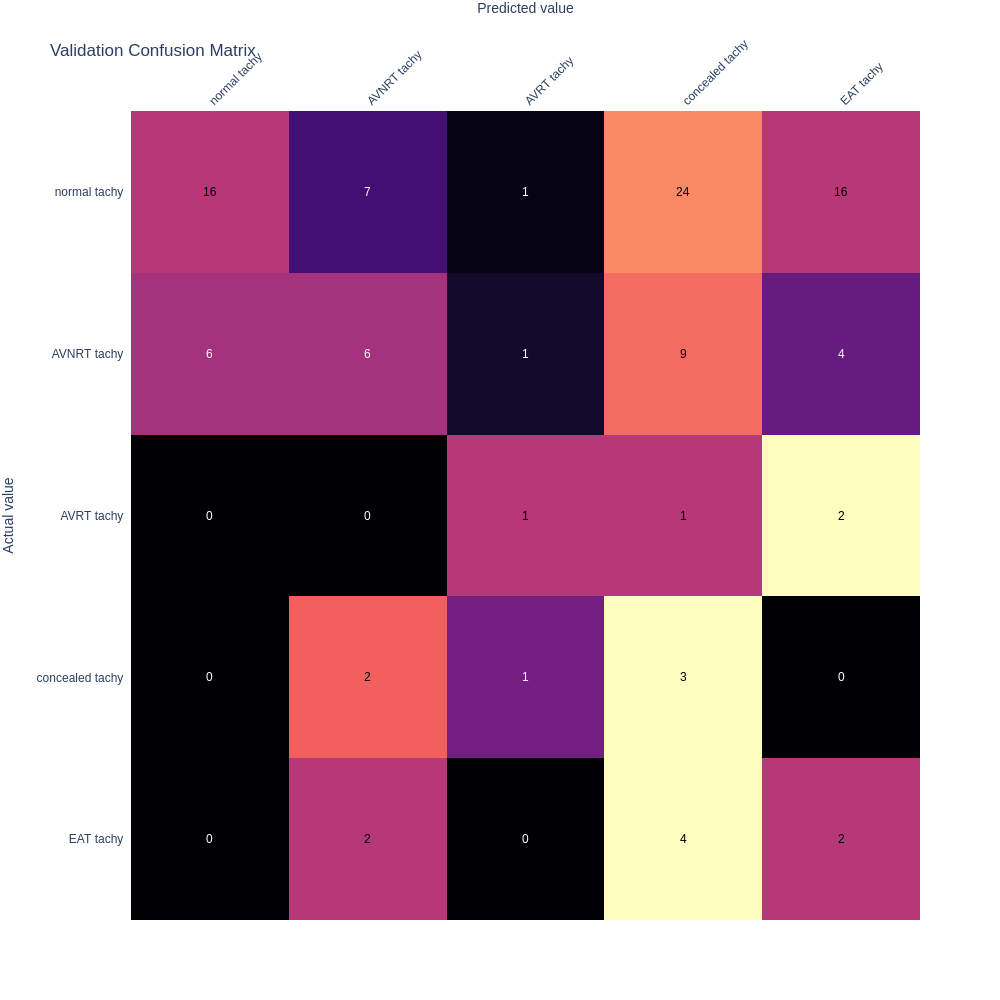 Predicted value
Validation Confusion Matrix
normal tachy AVNRT tachy AVRT tachy concealed tachy EAT tachy
normal tachy 16 7 1 24 16
AVNRT tachy 6 6 1 9 4
AVRT tachy 0 0 1 1 2
concealed tachy 0 2 1 3 0
EAT tachy 0 2 0 4 2
Actual value